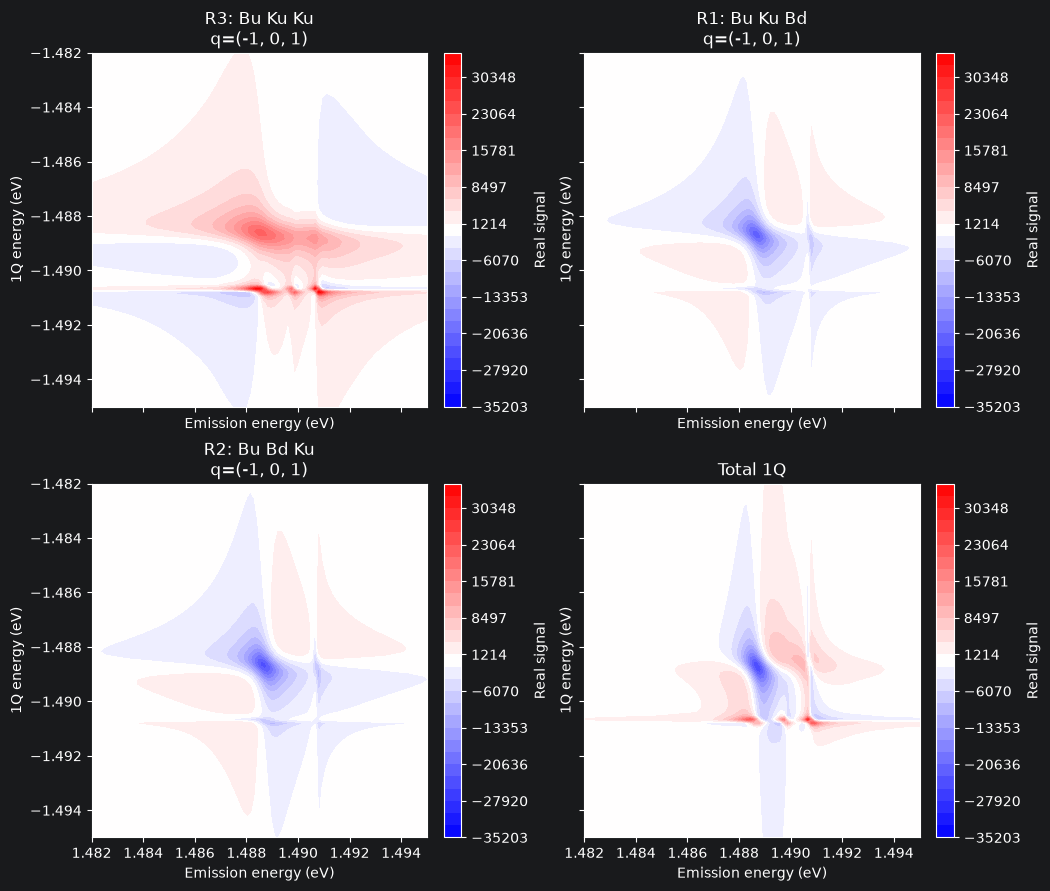 R3: Bu Ku Ku
q=(-1, 0, 1)
−1.482
−1.484
−1.486
−1.488
−1.490
−1.492
−1.494
1Q energy (eV)
Emission energy (eV)
30348
23064
15781
8497
1214
−6070
−13353
−20636
−27920
−35203
Real signal
R1: Bu Ku Bd
q=(-1, 0, 1)
1Q energy (eV)
Emission energy (eV)
30348
23064
15781
8497
1214
−6070
−13353
−20636
−27920
−35203
Real signal
R2: Bu Bd Ku
q=(-1, 0, 1)
−1.482
−1.484
−1.486
−1.488
−1.490
−1.492
−1.494
1Q energy (eV)
1.482 1.484 1.486 1.488 1.490 1.492 1.494
Emission energy (eV)
30348
23064
15781
8497
1214
−6070
−13353
−20636
−27920
−35203
Real signal
Total 1Q
1Q energy (eV)
1.482 1.484 1.486 1.488 1.490 1.492 1.494
Emission energy (eV)
30348
23064
15781
8497
1214
−6070
−13353
−20636
−27920
−35203
Real signal